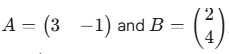 A = (3  −1) and B = (2
4)